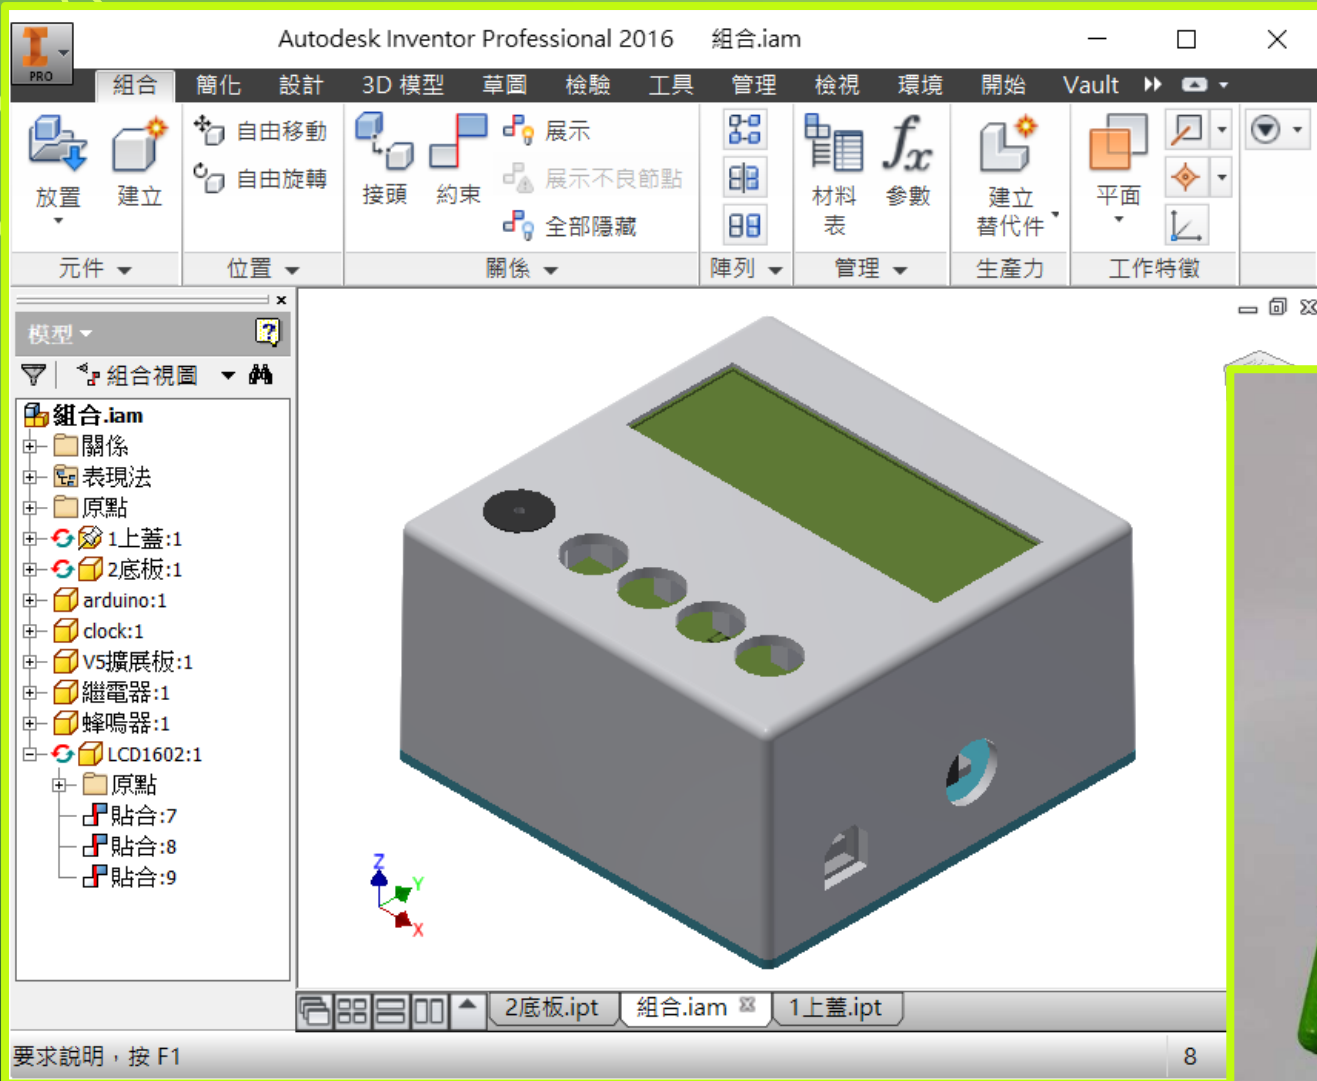 Autodesk Inventor Professional 2016 組合.iam
PRO
組合 簡化 設計 3D 模型 草圖 檢驗 工具 管理 檢視 環境 開始 Vault
放置
建立
自由移動
自由旋轉
接頭
約束
展示
展示不良節點
全部隱藏
材料
表
參數
建立
替代件
平面
元件 位置 關係 陣列 管理 生產力 工作特徵
模型
組合視圖
組合.iam
關係
表現法
原點
1上蓋:1
2底板:1
arduino:1
clock:1
V5擴展板:1
繼電器:1
蜂鳴器:1
LCD1602:1
原點
貼合:7
貼合:8
貼合:9
Z
Y
X
2底板.ipt 組合.iam 1上蓋.ipt
要求說明，按 F1 8